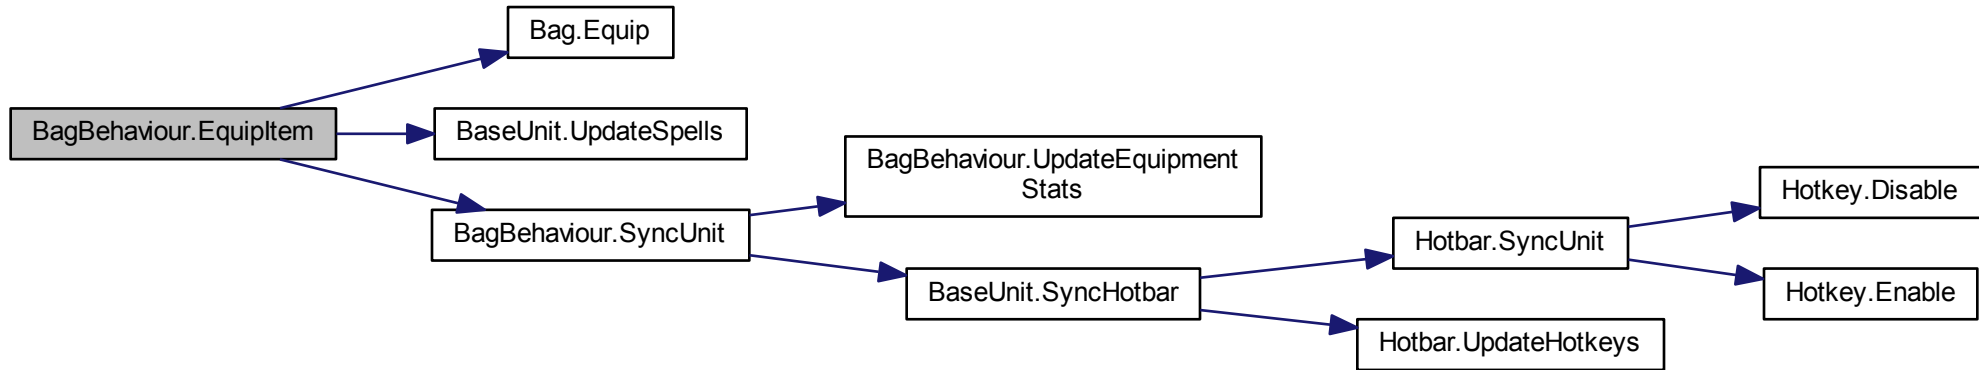 Bag.Equip
BagBehaviour.EquipItem
BaseUnit.UpdateSpells
BagBehaviour.UpdateEquipment
Stats
BagBehaviour.SyncUnit
Hotkey.Disable
Hotbar.SyncUnit
BaseUnit.SyncHotbar
Hotkey.Enable
Hotbar.UpdateHotkeys